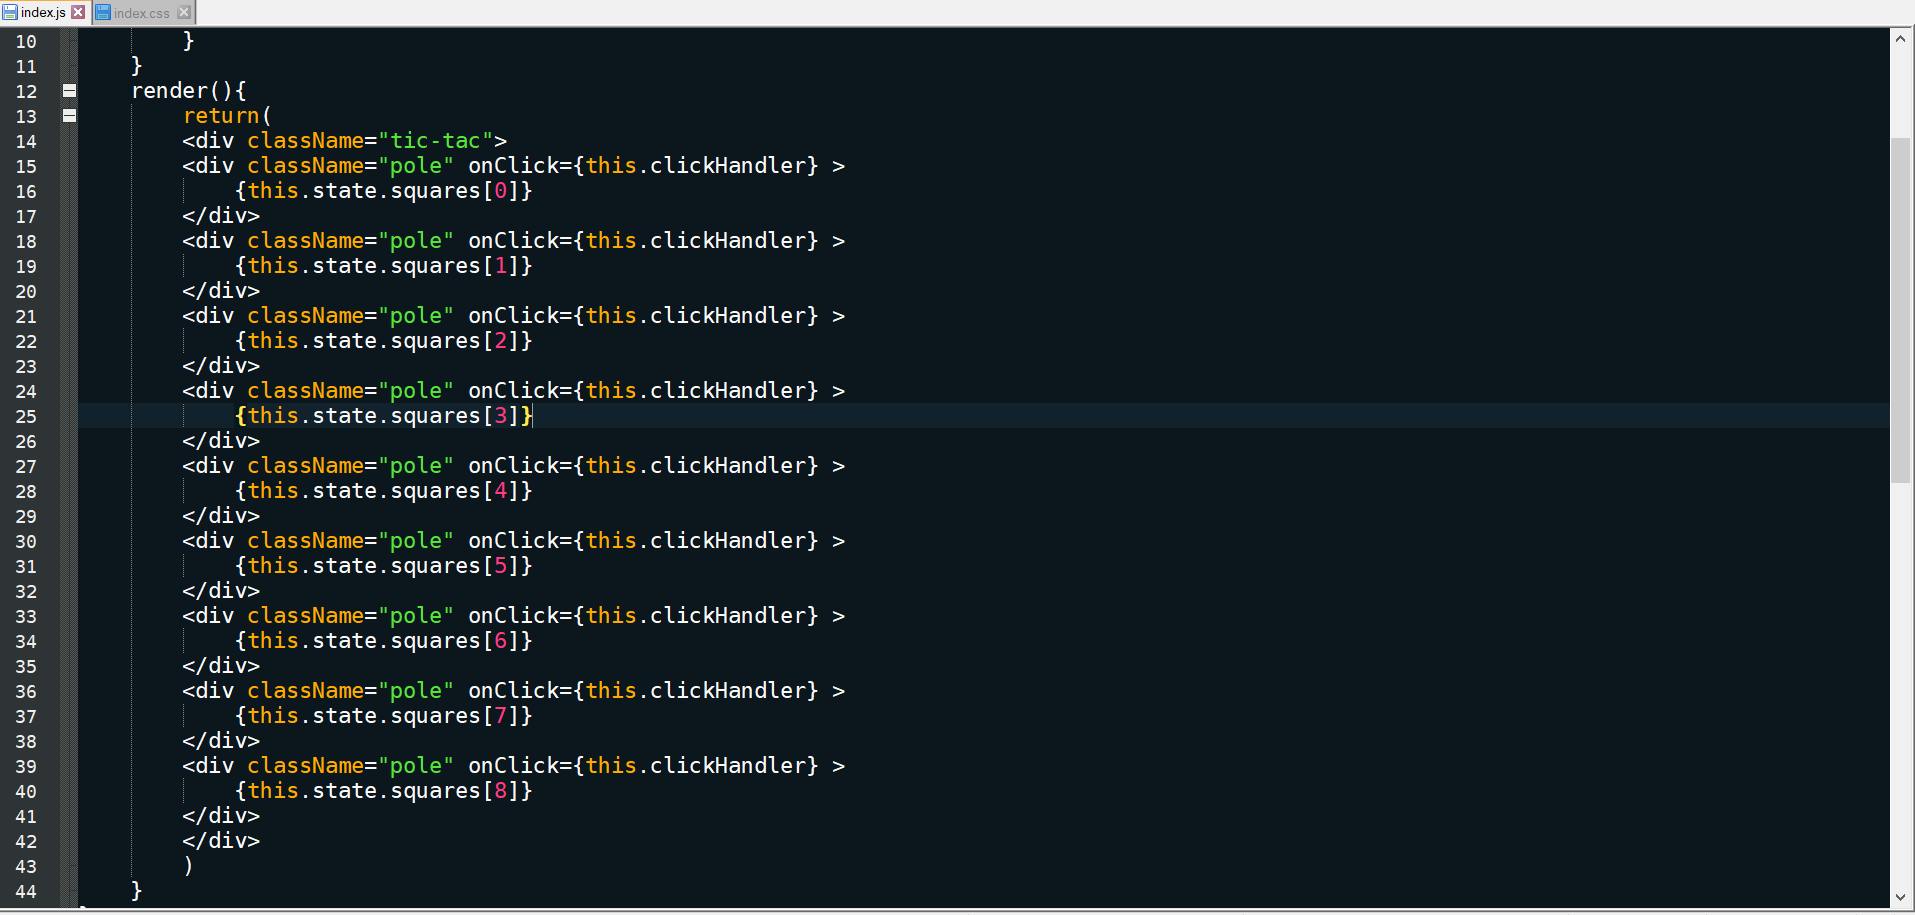 index.js index.css
10 }
11 }
12 render(){
13 return(
14 <div className="tic-tac">
15 <div className="pole" onClick={this.clickHandler} >
16 {this.state.squares[0]}
17 </div>
18 <div className="pole" onClick={this.clickHandler} >
19 {this.state.squares[1]}
20 </div>
21 <div className="pole" onClick={this.clickHandler} >
22 {this.state.squares[2]}
23 </div>
24 <div className="pole" onClick={this.clickHandler} >
25 {this.state.squares[3]}
26 </div>
27 <div className="pole" onClick={this.clickHandler} >
28 {this.state.squares[4]}
29 </div>
30 <div className="pole" onClick={this.clickHandler} >
31 {this.state.squares[5]}
32 </div>
33 <div className="pole" onClick={this.clickHandler} >
34 {this.state.squares[6]}
35 </div>
36 <div className="pole" onClick={this.clickHandler} >
37 {this.state.squares[7]}
38 </div>
39 <div className="pole" onClick={this.clickHandler} >
40 {this.state.squares[8]}
41 </div>
42 </div>
43 )
44 }